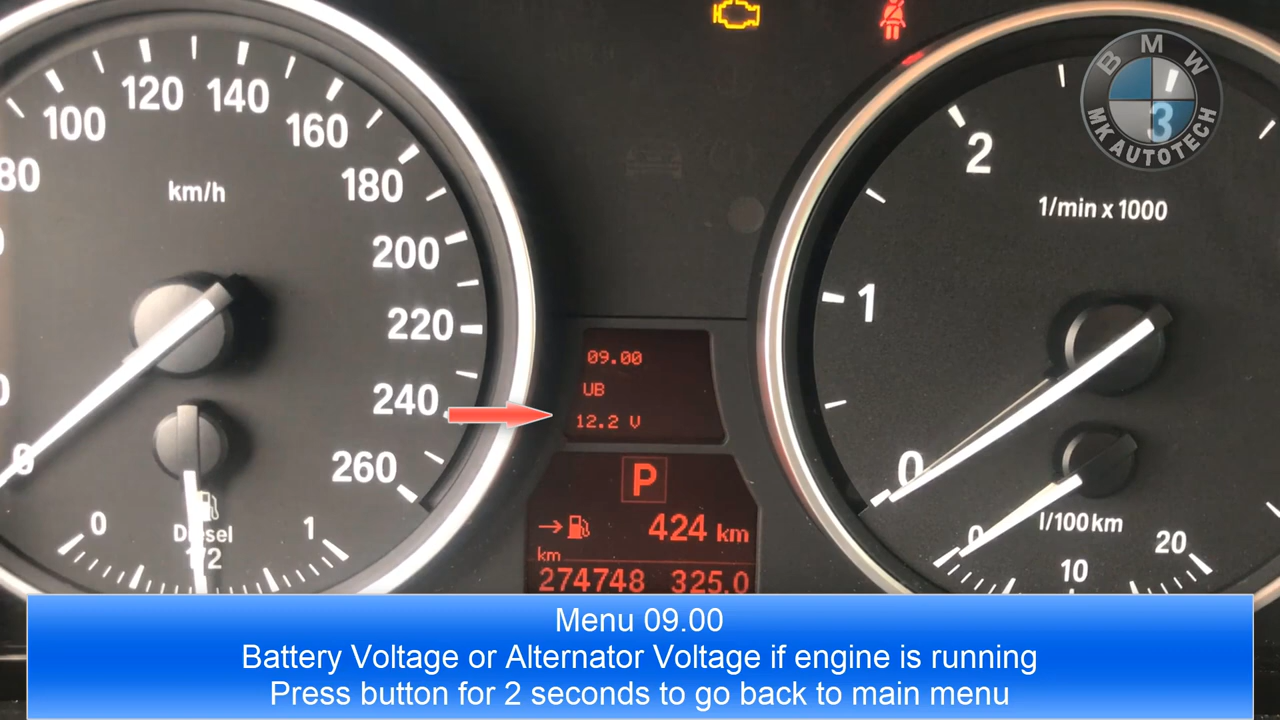 80
100
120
140
160
180
200
220
240
260
km/h
0
0
1/2
1
Diesel
09.00
UB
12.2 V
P
424 km
km
274748 325.0
0
1
2
3
1/min x 1000
0
10
20
l/100km
BMW
MK AUTOTECH
Menu 09.00
Battery Voltage or Alternator Voltage if engine is running
Press button for 2 seconds to go back to main menu